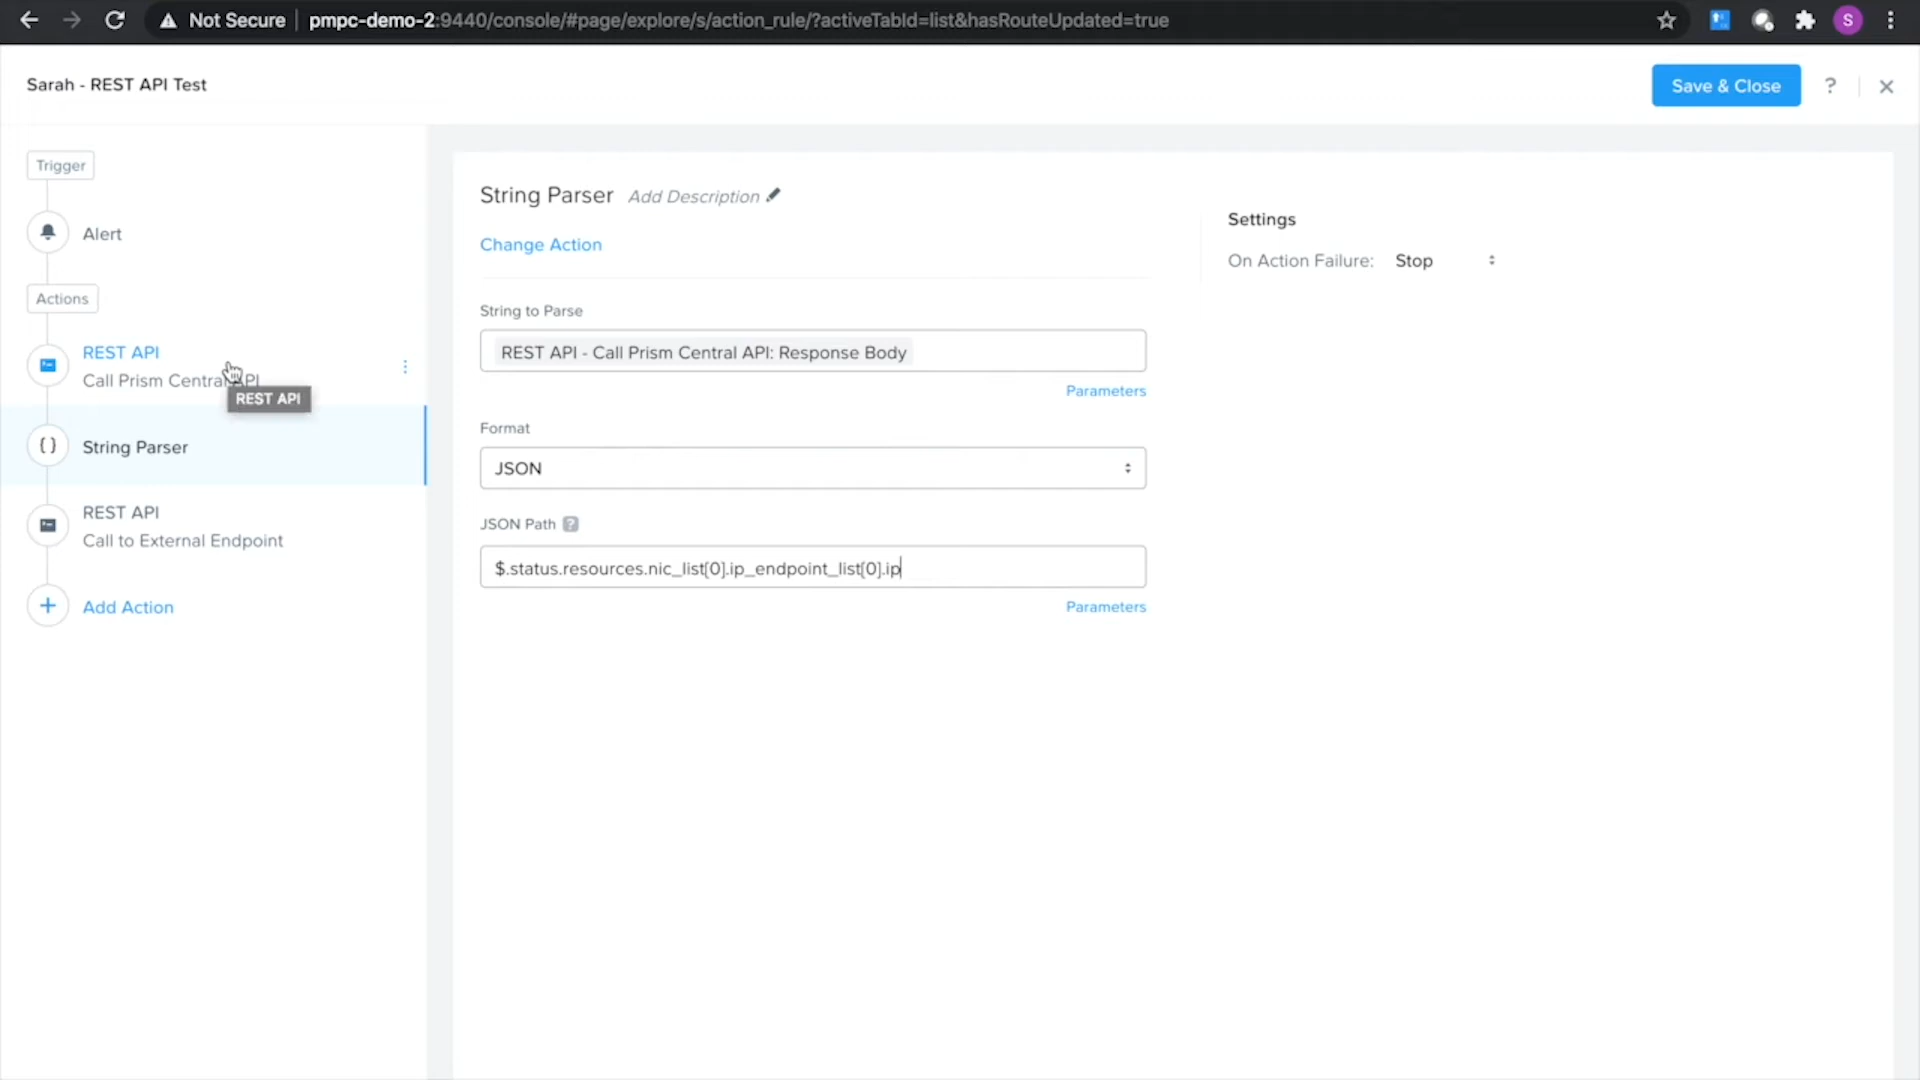 Not Secure | pmpc-demo-2:9440/console/#page/explore/s/action_rule/?activeTabId=list&hasRouteUpdated=true
S
Sarah - REST API Test
Save & Close
?
Trigger
Alert
Actions
REST API
Call Prism Central API
REST API
String Parser
REST API
Call to External Endpoint
Add Action
String Parser Add Description
Change Action
String to Parse
REST API - Call Prism Central API: Response Body
Parameters
Format
JSON
JSON Path ?
$.status.resources.nic_list[0].ip_endpoint_list[0].ip
Parameters
Settings
On Action Failure: Stop